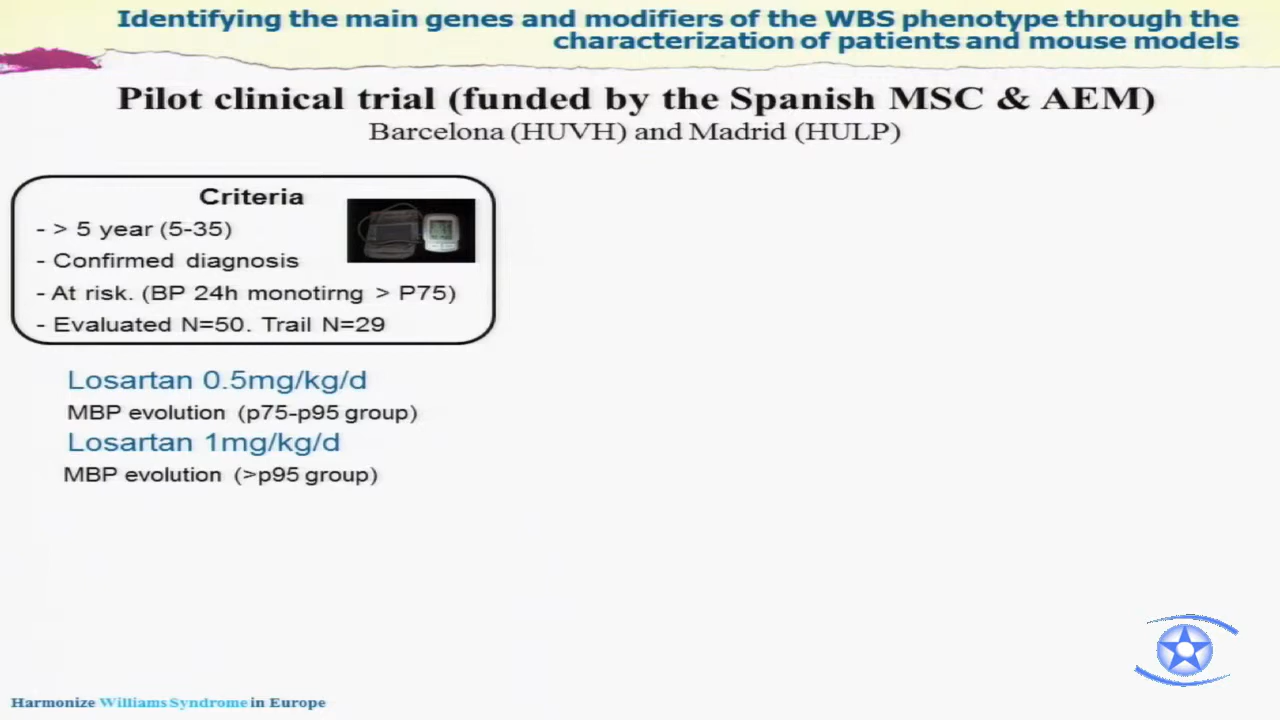 Identifying the main genes and modifiers of the WBS phenotype through the
characterization of patients and mouse models
Pilot clinical trial (funded by the Spanish MSC & AEM)
Barcelona (HUVH) and Madrid (HULP)
Criteria
- > 5 year (5-35)
- Confirmed diagnosis
- At risk. (BP 24h monotirng > P75)
- Evaluated N=50. Trail N=29
Losartan 0.5mg/kg/d
MBP evolution (p75-p95 group)
Losartan 1mg/kg/d
MBP evolution (>p95 group)
Harmonize Williams Syndrome in Europe